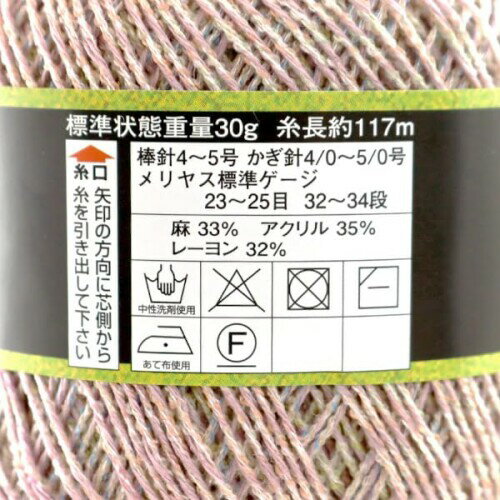 標準状態重量30g 糸長約117m
糸口
矢印の方向に芯側から
糸を引き出して下さい
棒針4～5号 かぎ針4/0～5/0号
メリヤス標準ゲージ
23～25目 32～34段
麻 33% アクリル 35%
レーヨン 32%
中性洗剤使用
あて布使用
F